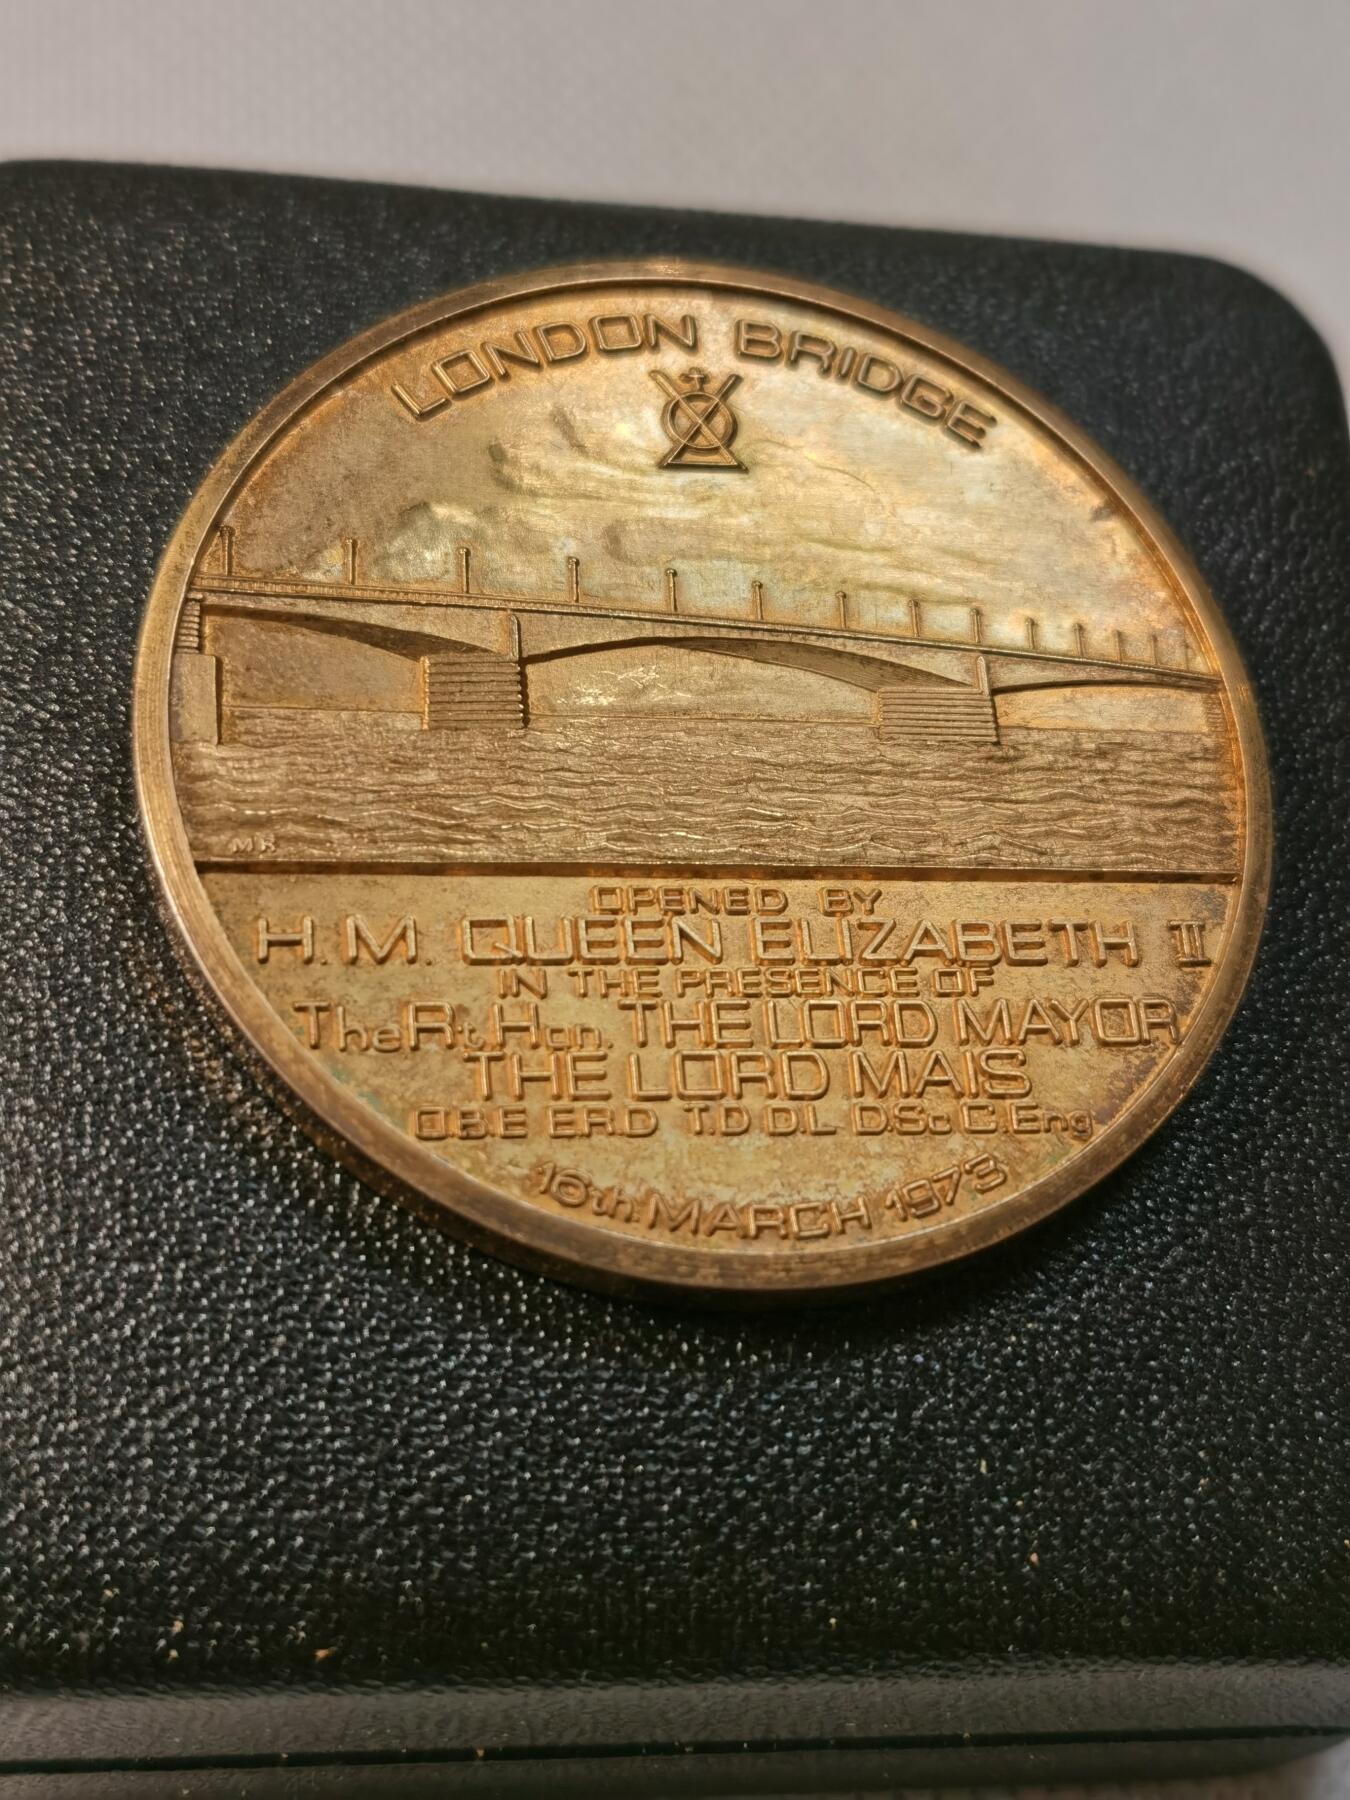 LONDON BRIDGE
MR
OPENED BY
H.M. QUEEN ELIZABETH II
IN THE PRESENCE OF
The Rt. Hon. THE LORD MAYOR
THE LORD MAIS
O.B.E E.R.D T.D D.L D.Sc C.Eng
16th MARCH 1973